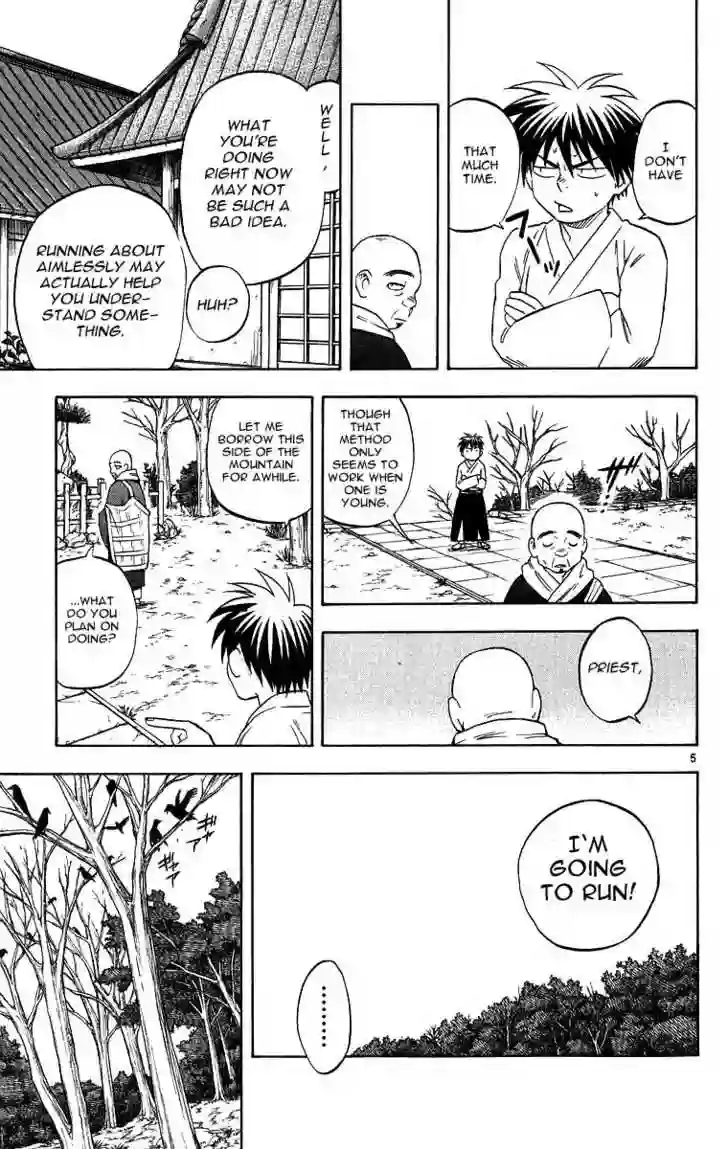 I
DON'T
HAVE
THAT
MUCH
TIME.
WELL,
WHAT
YOU'RE
DOING
RIGHT NOW
MAY NOT
BE SUCH A
BAD IDEA.
HUH?
RUNNING ABOUT
AIMLESSLY MAY
ACTUALLY HELP
YOU UNDER-
STAND SOME-
THING.
THOUGH
THAT
METHOD
ONLY
SEEMS TO
WORK WHEN
ONE IS
YOUNG.
LET ME
BORROW THIS
SIDE OF THE
MOUNTAIN
FOR AWHILE.
...WHAT
DO YOU
PLAN ON
DOING?
PRIEST,
5
I'M
GOING
TO RUN!
.........